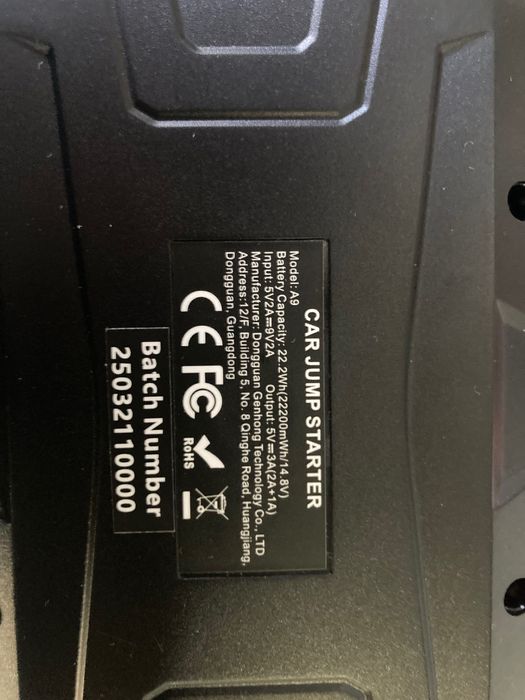 CAR JUMP STARTER
Model: A9
Battery Capacity: 22.2Wh(22200mWh/14.8V)
Input: 5V2A⎓9V2A Output: 5V⎓3A(2A+1A)
Manufacturer: Dongguan Genhong Technology Co., LTD
Address:12/F, Building 5, No. 8 Qinghe Road, Huangjiang,
Dongguan, Guangdong
CE FC RoHS
Batch Number
25032110000